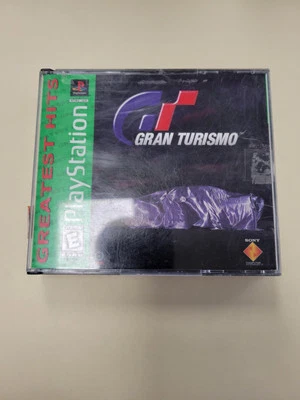 GREATEST HITS
PlayStation
GT
GRAN TURISMO
E
SONY